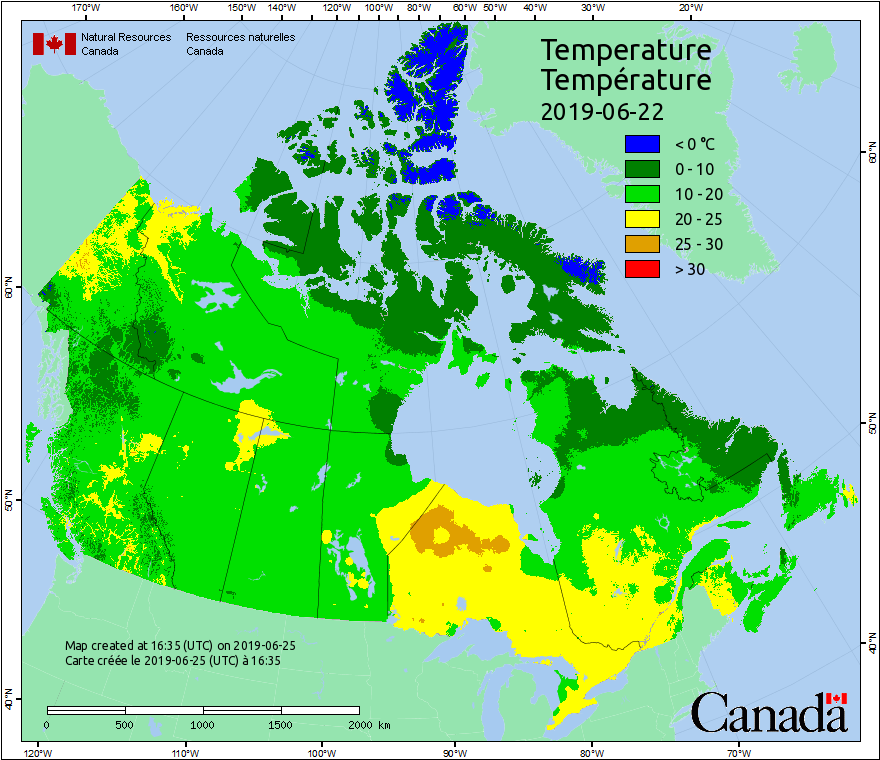 170°W 160°W 150°W 140°W 130°W 120°W 110°W 100°W 90°W 80°W 60°W 50°W 40°W 30°W 20°W
Natural Resources Canada
Ressources naturelles Canada
Temperature
Température
2019-06-22
< 0 °C
0 - 10
10 - 20
20 - 25
25 - 30
> 30
60°N
50°N
40°N
60°N
50°N
40°N
Map created at 16:35 (UTC) on 2019-06-25
Carte créée le 2019-06-25 (UTC) à 16:35
0 500 1000 1500 2000 km
Canada
120°W 110°W 100°W 90°W 80°W 70°W